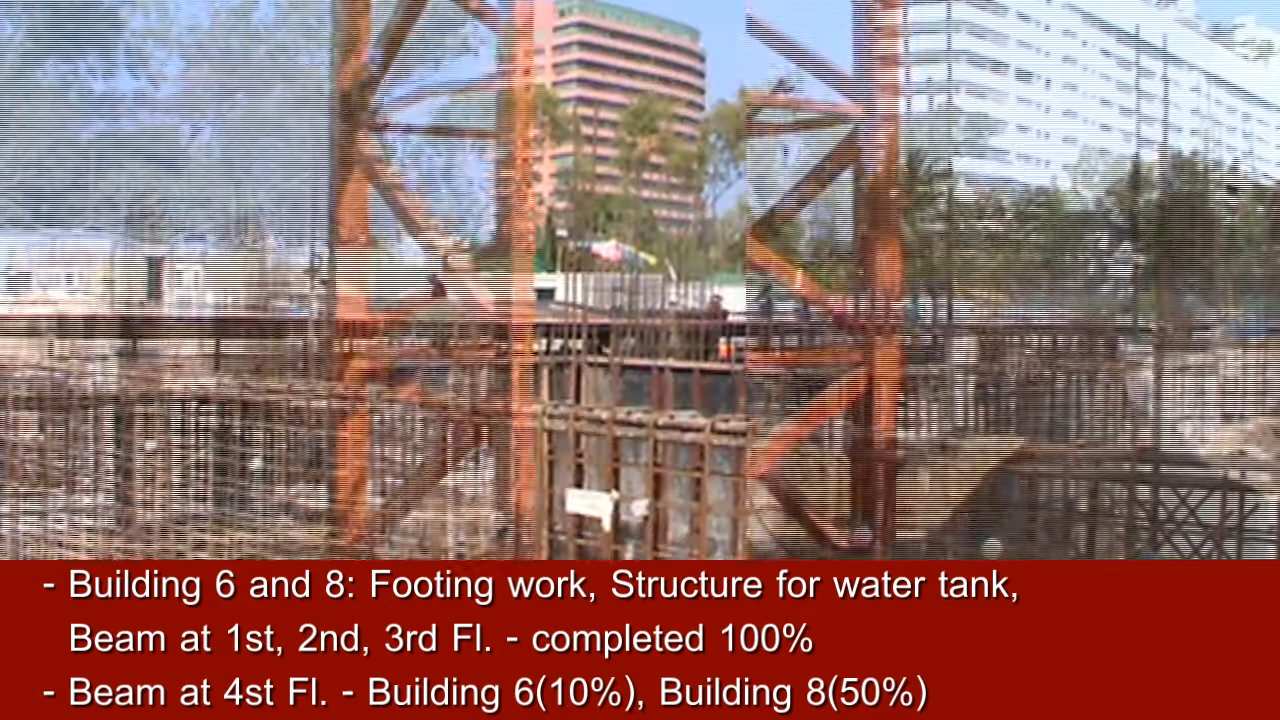 - Building 6 and 8: Footing work, Structure for water tank,
Beam at 1st, 2nd, 3rd Fl. - completed 100%
- Beam at 4st Fl. - Building 6(10%), Building 8(50%)